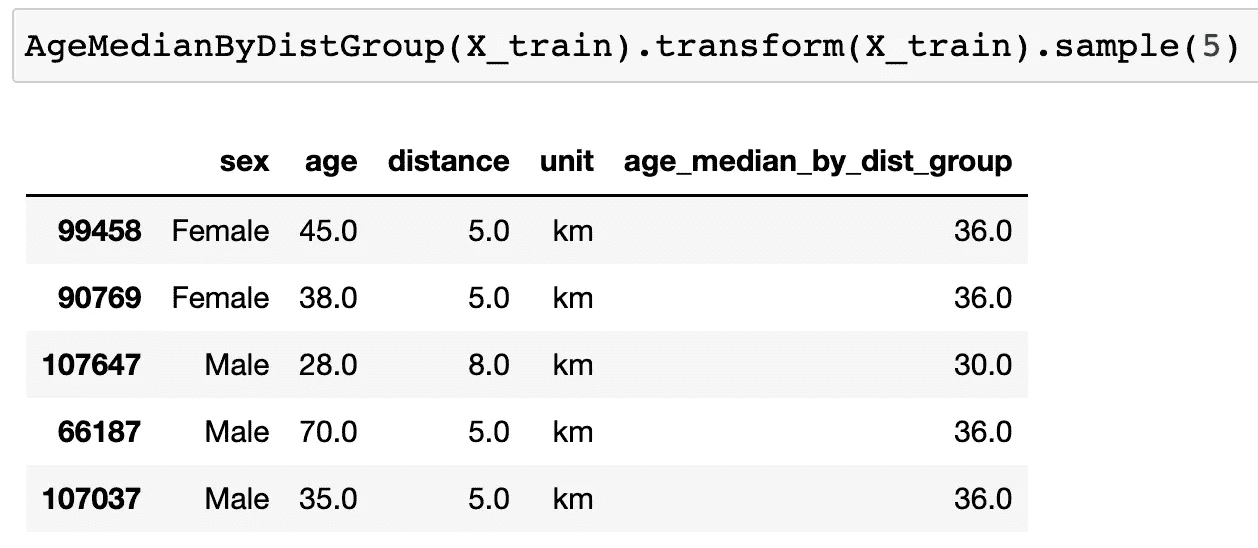 AgeMedianByDistGroup(X_train).transform(X_train).sample(5)
sex age distance unit age_median_by_dist_group
99458 Female 45.0 5.0 km 36.0
90769 Female 38.0 5.0 km 36.0
107647 Male 28.0 8.0 km 30.0
66187 Male 70.0 5.0 km 36.0
107037 Male 35.0 5.0 km 36.0